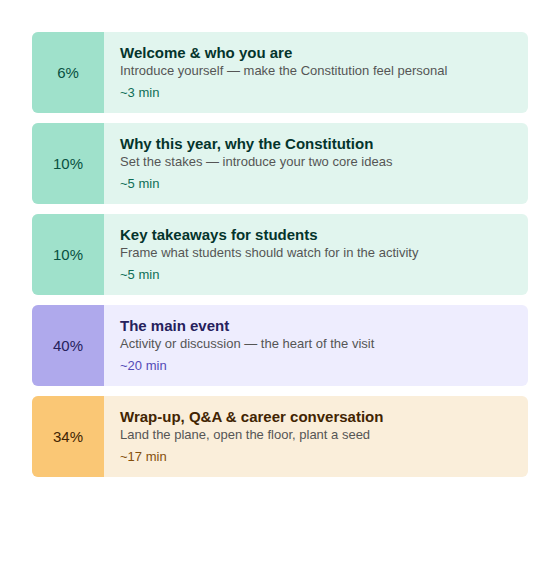 6%
Welcome & who you are
Introduce yourself — make the Constitution feel personal
~3 min
10%
Why this year, why the Constitution
Set the stakes — introduce your two core ideas
~5 min
10%
Key takeaways for students
Frame what students should watch for in the activity
~5 min
40%
The main event
Activity or discussion — the heart of the visit
~20 min
34%
Wrap-up, Q&A & career conversation
Land the plane, open the floor, plant a seed
~17 min